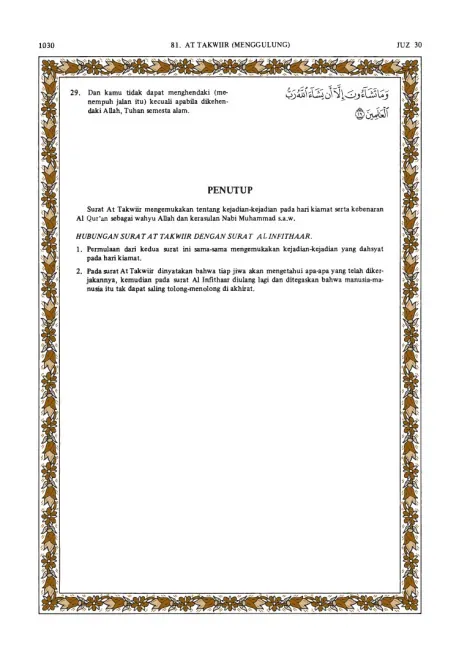 1030 81. AT TAKWIIR (MENGGULUNG) JUZ 30
29. Dan kamu tidak dapat menghendaki (me-
nempuh jalan itu) kecuali apabila dikehen-
daki Allah, Tuhan semesta alam.
وَمَا تَشَآءُونَ إِلَّآ أَن يَشَآءَ ٱللَّهُ رَبُّ
ٱلْعَٰلَمِينَ ﴿٢٩﴾
PENUTUP
Surat At Takwiir mengemukakan tentang kejadian-kejadian pada hari kiamat serta kebenaran
Al Qur'an sebagai wahyu Allah dan kerasulan Nabi Muhammad s.a.w.
HUBUNGAN SURAT AT TAKWIIR DENGAN SURAT AL INFITHAAR.
1. Permulaan dari kedua surat ini sama-sama mengemukakan kejadian-kejadian yang dahsyat
pada hari kiamat.
2. Pada surat At Takwiir dinyatakan bahwa tiap jiwa akan mengetahui apa-apa yang telah diker-
jakannya, kemudian pada surat Al Infithaar diulang lagi dan ditegaskan bahwa manusia-ma-
nusia itu tak dapat saling tolong-menolong di akhirat.